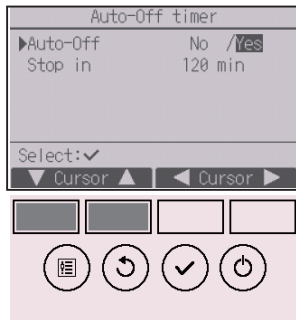 Auto-Off timer
▶Auto-Off No /Yes
Stop in 120 min
Select:✓
▼ Cursor ▲ ◀ Cursor ▶